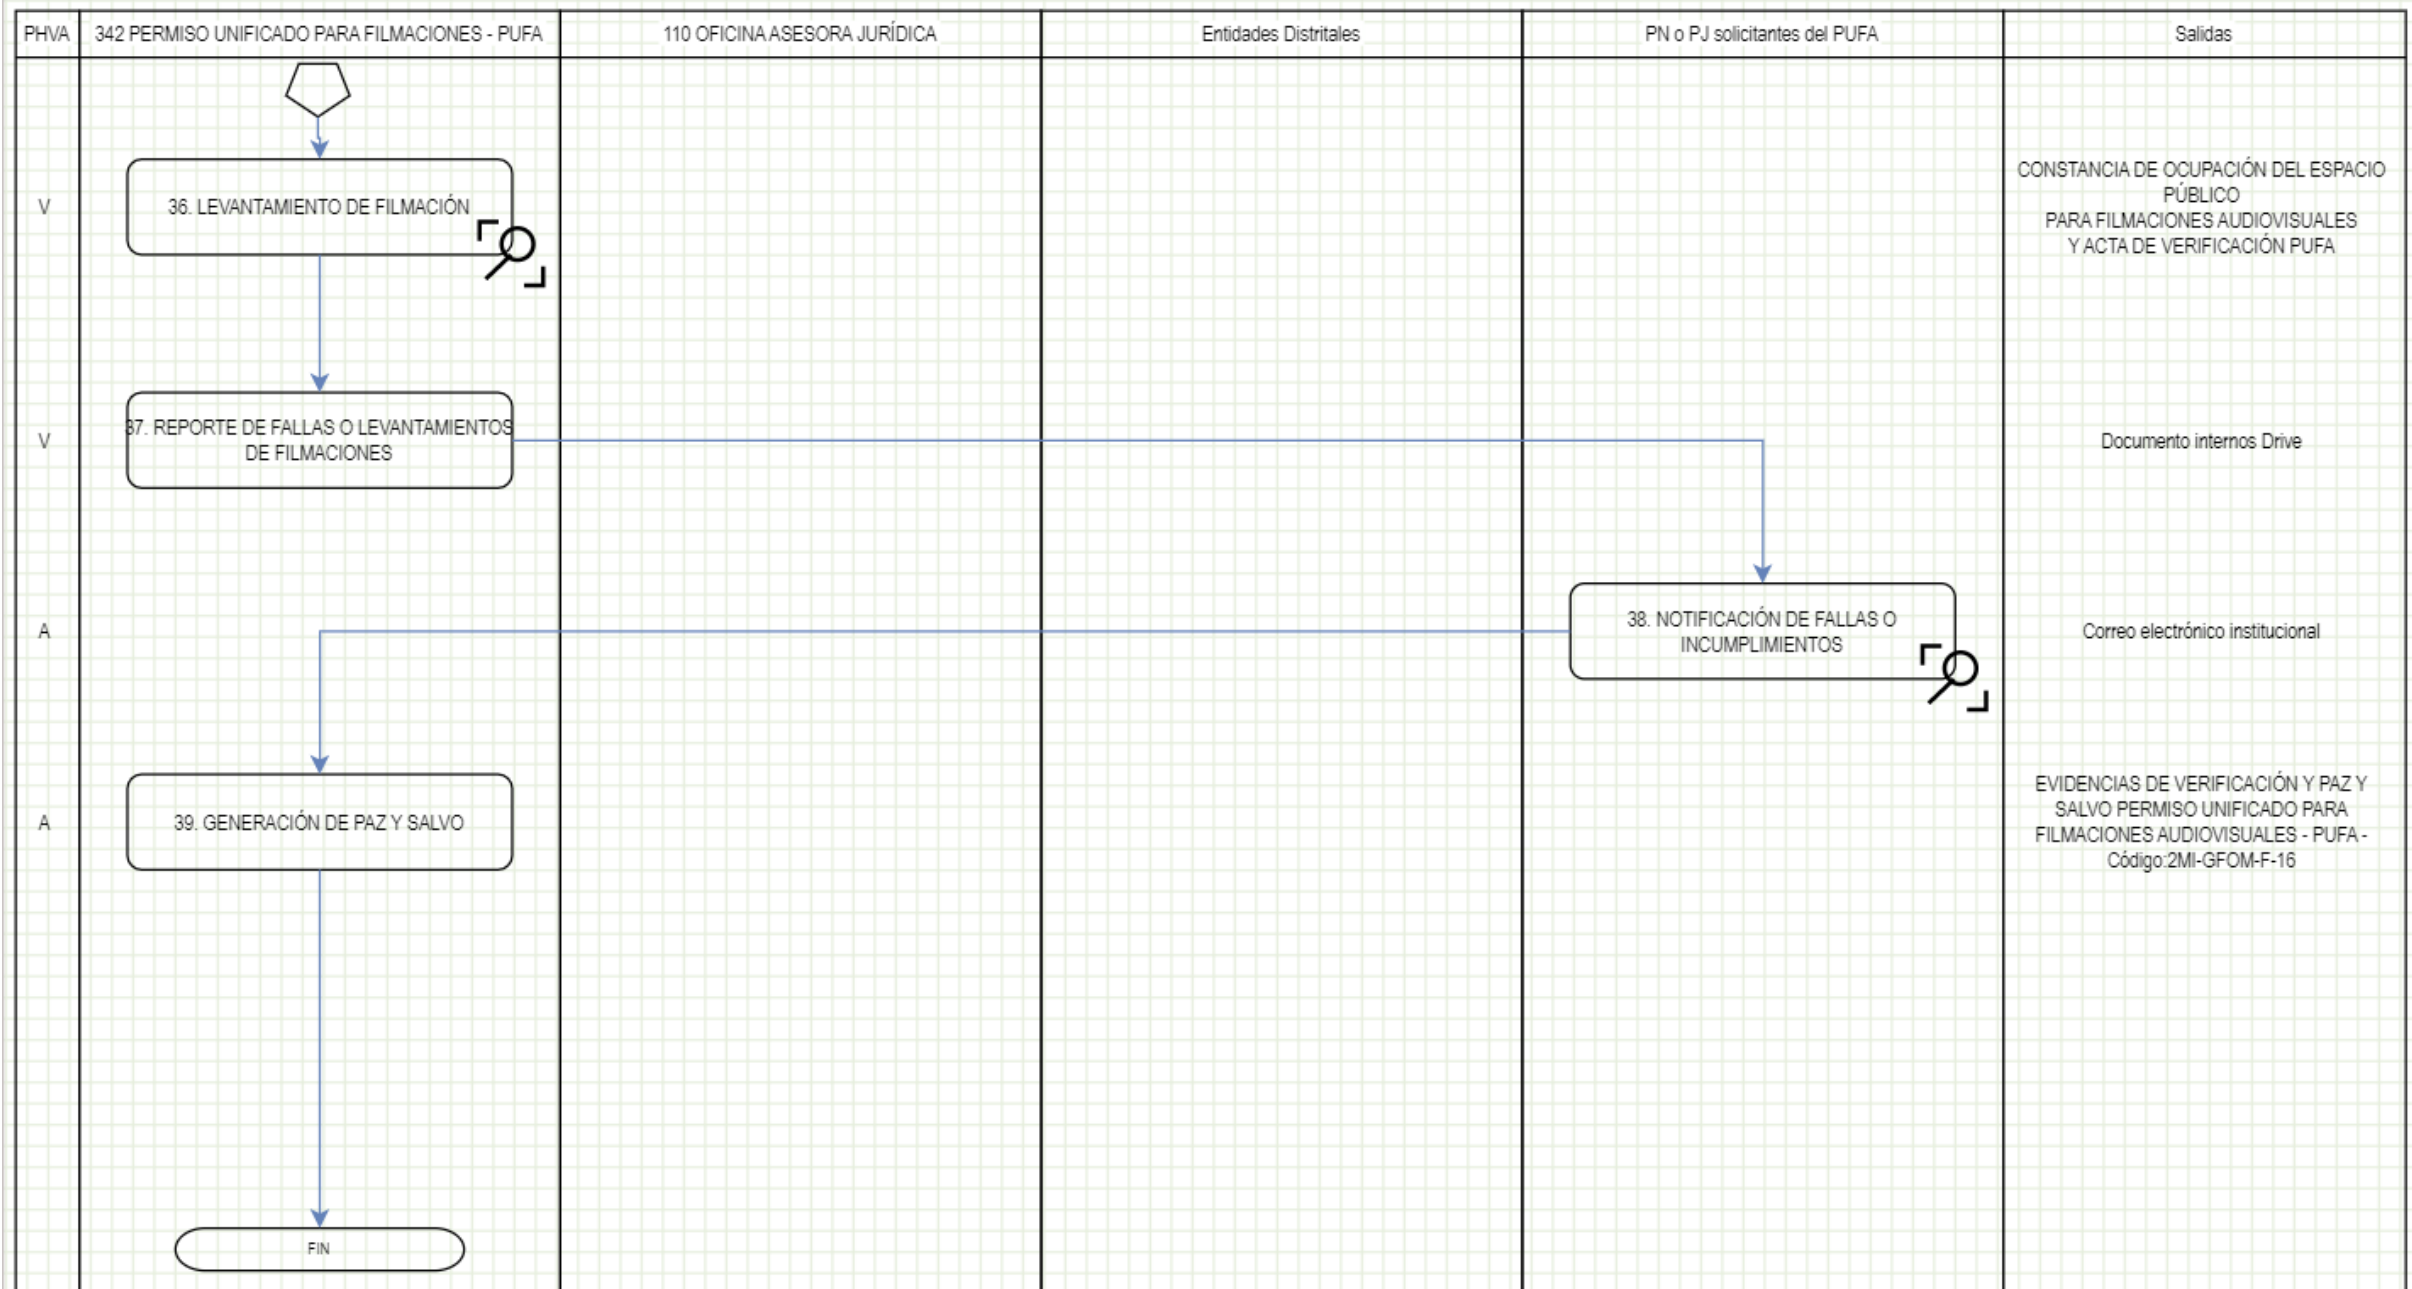 PHVA
342 PERMISO UNIFICADO PARA FILMACIONES - PUFA
110 OFICINA ASESORA JURÍDICA
Entidades Distritales
PN o PJ solicitantes del PUFA
Salidas
V
36. LEVANTAMIENTO DE FILMACIÓN
CONSTANCIA DE OCUPACIÓN DEL ESPACIO
PÚBLICO
PARA FILMACIONES AUDIOVISUALES
Y ACTA DE VERIFICACIÓN PUFA
V
37. REPORTE DE FALLAS O LEVANTAMIENTOS
DE FILMACIONES
Documento internos Drive
A
38. NOTIFICACIÓN DE FALLAS O
INCUMPLIMIENTOS
Correo electrónico institucional
A
39. GENERACIÓN DE PAZ Y SALVO
EVIDENCIAS DE VERIFICACIÓN Y PAZ Y
SALVO PERMISO UNIFICADO PARA
FILMACIONES AUDIOVISUALES - PUFA -
Código:2MI-GFOM-F-16
FIN